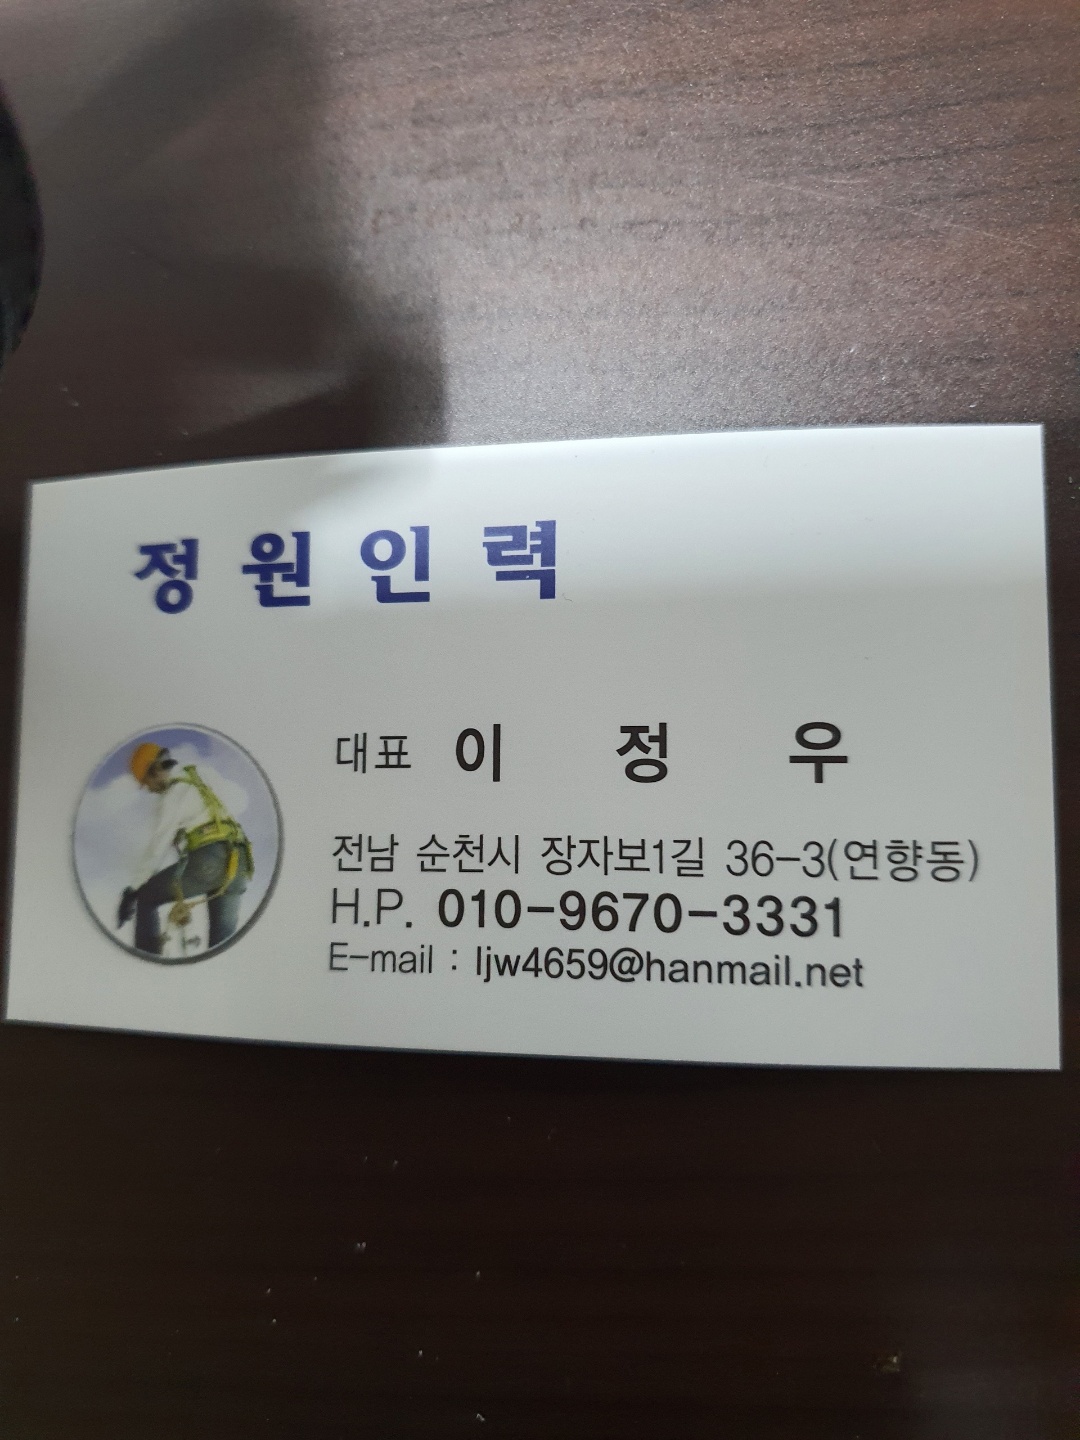 정원인력
대표 이 정 우
전남 순천시 장자보1길 36-3(연향동)
H.P. 010-9670-3331
E-mail : ljw4659@hanmail.net